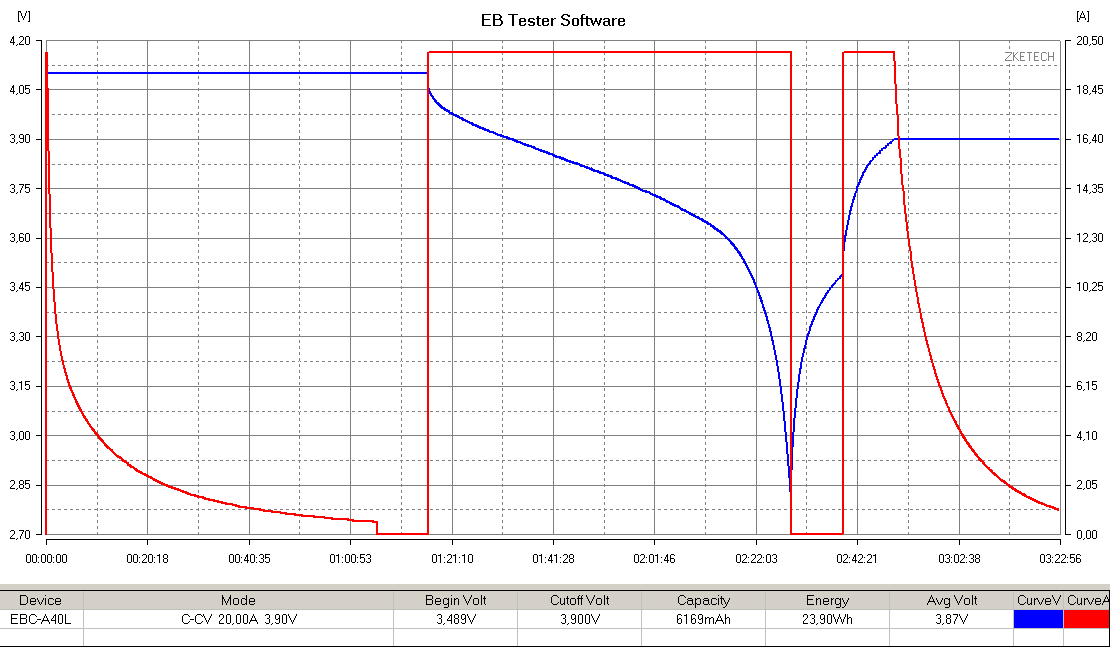 [V] EB Tester Software [A]
4,20 20,50
ZKETECH
4,05 18,45
3,90 16,40
3,75 14,35
3,60 12,30
3,45 10,25
3,30 8,20
3,15 6,15
3,00 4,10
2,85 2,05
2,70 0,00
00:00:00 00:20:18 00:40:35 01:00:53 01:21:10 01:41:28 02:01:46 02:22:03 02:42:21 03:02:38 03:22:56
Device Mode Begin Volt Cutoff Volt Capacity Energy Avg Volt CurveV CurveA
EBC-A40L C-CV 20,00A 3,90V 3,489V 3,900V 6169mAh 23,90Wh 3,87V